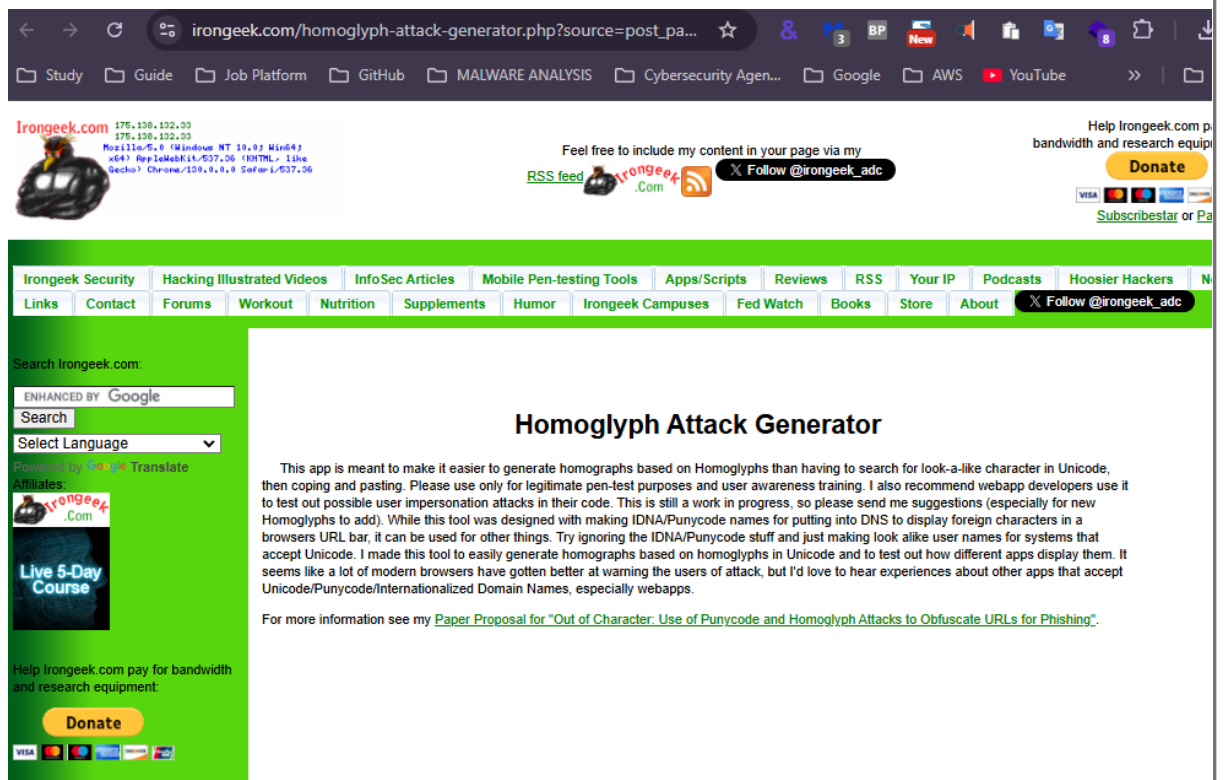 irongeek.com/homoglyph-attack-generator.php?source=post_pa...
&
3
BP
New
8
Study
Guide
Job Platform
GitHub
MALWARE ANALYSIS
Cybersecurity Agen...
Google
AWS
YouTube
»
Irongeek.com
175.138.132.33
175.138.132.33
Mozilla/5.0 (Windows NT 10.0; Win64;
x64) AppleWebKit/537.36 (KHTML, like
Gecko) Chrome/130.0.0.0 Safari/537.36
Feel free to include my content in your page via my
RSS feed
Irongeek
.Com
X Follow @irongeek_adc
Help Irongeek.com pa
bandwidth and research equip
Donate
VISA
Subscribestar or Pa
Irongeek Security
Hacking Illustrated Videos
InfoSec Articles
Mobile Pen-testing Tools
Apps/Scripts
Reviews
RSS
Your IP
Podcasts
Hoosier Hackers
Links
Contact
Forums
Workout
Nutrition
Supplements
Humor
Irongeek Campuses
Fed Watch
Books
Store
About
X Follow @irongeek_adc
Search Irongeek.com:
ENHANCED BY Google
Search
Select Language
Powered by Google Translate
Affiliates:
Irongeek
.Com
Live 5-Day
Course
Help Irongeek.com pay for bandwidth
and research equipment:
Donate
VISA
Homoglyph Attack Generator
This app is meant to make it easier to generate homographs based on Homoglyphs than having to search for look-a-like character in Unicode,
then coping and pasting. Please use only for legitimate pen-test purposes and user awareness training. I also recommend webapp developers use it
to test out possible user impersonation attacks in their code. This is still a work in progress, so please send me suggestions (especially for new
Homoglyphs to add). While this tool was designed with making IDNA/Punycode names for putting into DNS to display foreign characters in a
browsers URL bar, it can be used for other things. Try ignoring the IDNA/Punycode stuff and just making look alike user names for systems that
accept Unicode. I made this tool to easily generate homographs based on homoglyphs in Unicode and to test out how different apps display them. It
seems like a lot of modern browsers have gotten better at warning the users of attack, but I'd love to hear experiences about other apps that accept
Unicode/Punycode/Internationalized Domain Names, especially webapps.
For more information see my Paper Proposal for "Out of Character: Use of Punycode and Homoglyph Attacks to Obfuscate URLs for Phishing".